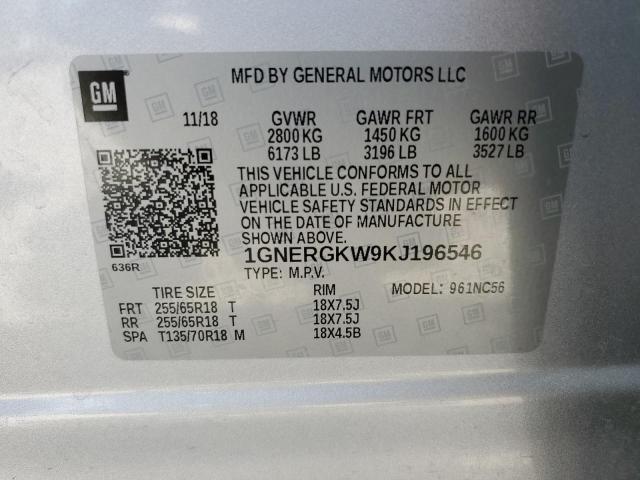 GM
MFD BY GENERAL MOTORS LLC
11/18 GVWR GAWR FRT GAWR RR
2800 KG 1450 KG 1600 KG
6173 LB 3196 LB 3527 LB
THIS VEHICLE CONFORMS TO ALL
APPLICABLE U.S. FEDERAL MOTOR
VEHICLE SAFETY STANDARDS IN EFFECT
ON THE DATE OF MANUFACTURE
SHOWN ABOVE.
636R
1GNERGKW9KJ196546
TYPE: M.P.V.
TIRE SIZE RIM MODEL: 961NC56
FRT 255/65R18 T 18X7.5J
RR 255/65R18 T 18X7.5J
SPA T135/70R18 M 18X4.5B